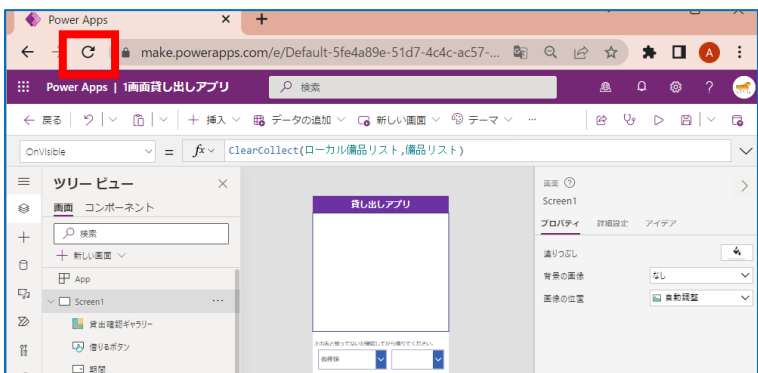 Power Apps
make.powerapps.com/e/Default-5fe4a89e-51d7-4c4c-ac57-...
A
Power Apps | 1画面貸し出しアプリ
検索
戻る
挿入
データの追加
新しい画面
テーマ
...
OnVisible
=
fx
ClearCollect(ローカル備品リスト,備品リスト)
ツリー ビュー
画面
コンポーネント
検索
新しい画面
App
Screen1
...
貸出確認ギャラリー
借りるボタン
期間
貸し出しアプリ
画面
Screen1
プロパティ
詳細設定
アイデア
塗りつぶし
背景の画像
なし
画像の位置
自動調整